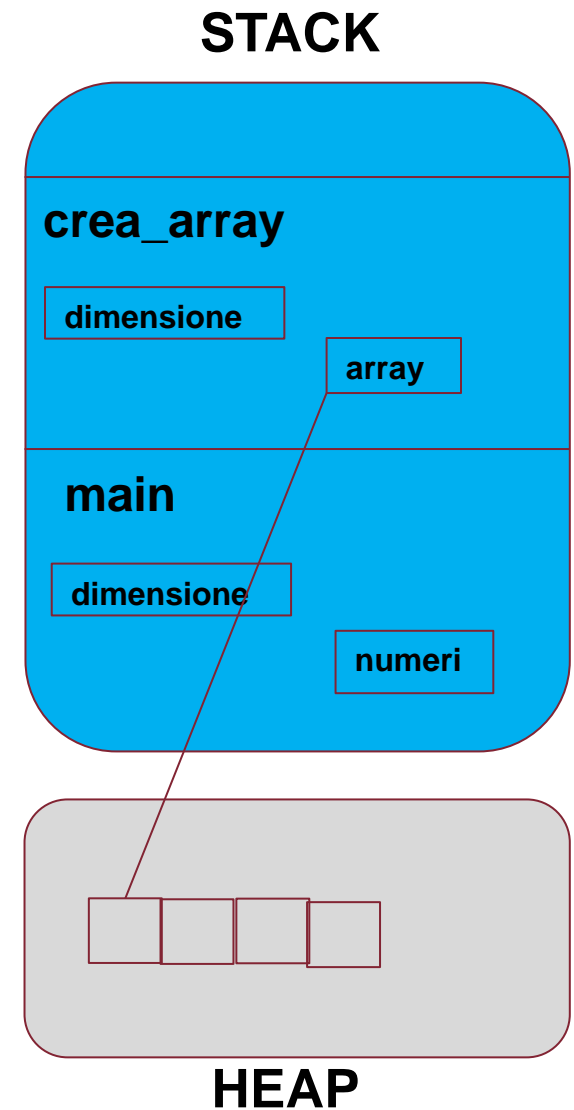 STACK
crea_array
dimensione
array
main
dimensione
numeri
HEAP